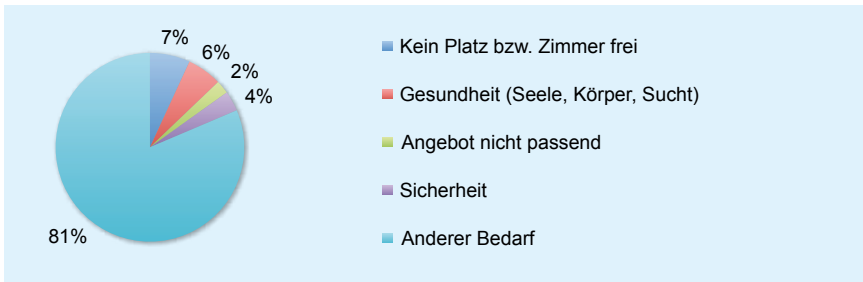 7%
6%
2%
4%
81%
Kein Platz bzw. Zimmer frei
Gesundheit (Seele, Körper, Sucht)
Angebot nicht passend
Sicherheit
Anderer Bedarf